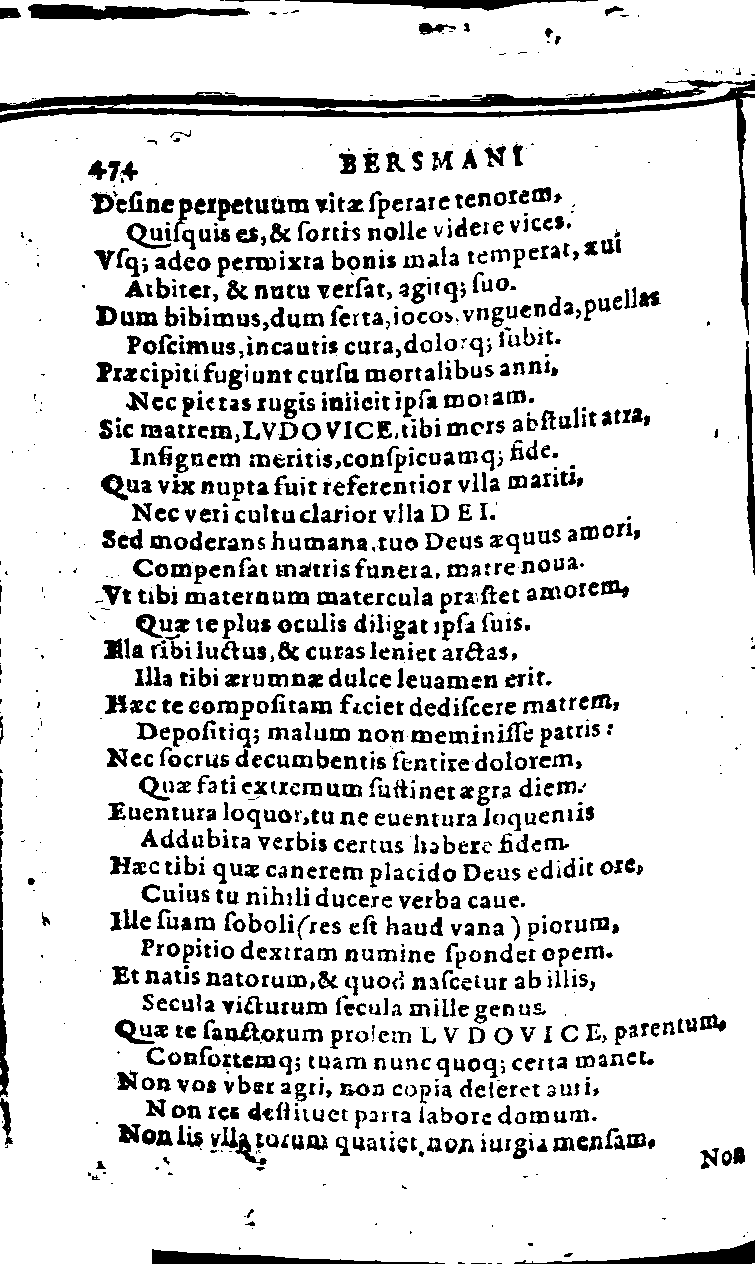 474 BERSMANI
Deſine perpetuum vitæ ſperare tenorem,
Quiſquis es, & ſortis nolle videre vices.
Vſq; adeo permixta bonis mala temperat, æui
Arbiter, & nutu verſat, agitq; ſuo.
Dum bibimus, dum ſerta, iocos, vnguenda, puellas
Poſcimus, incautis cura, dolorq; ſubit.
Præcipiti fugiunt curſu mortalibus anni,
Nec pietas rugis iniicit ipſa moram.
Sic matrem, LVDOVICE, tibi mors abſtulit atra,
Inſignem meritis, conſpicuamq; fide.
Qua vix nupta fuit referentior vlla mariti,
Nec veri cultu clarior vlla DEI.
Sed moderans humana, tuo Deus æquus amori,
Compenſat matris funera, matre noua.
Vt tibi maternum matercula præſtet amorem,
Quæ te plus oculis diligat ipſa ſuis.
Illa tibi luctus, & curas leniet arctas,
Illa tibi ærumnæ dulce leuamen erit.
Hæc te compoſitam faciet dediſcere matrem,
Depoſitiq; malum non meminiſſe patris:
Nec ſocrus decumbentis ſentire dolorem,
Quæ fati extremum ſuſtinet ægra diem.
Euentura loquor, tu ne euentura loquentis
Addubita verbis certus habere fidem.
Hæc tibi quæ canerem placido Deus edidit ore,
Cuius tu nihili ducere verba caue.
Ille ſuam ſoboli (res eſt haud vana) piorum,
Propitio dextram numine ſpondet opem.
Et natis natorum, & quod naſcetur ab illis,
Secula victurum ſecula mille genus.
Quæ te ſanctorum prolem LVDOVICE, parentum,
Conſortemq; tuam nunc quoq; certa manet.
Non vos vber agri, non copia deſeret auri,
Non res deſtituet parta labore domum.
Non lis vlla torum quatiet, non iurgia menſam,
Non